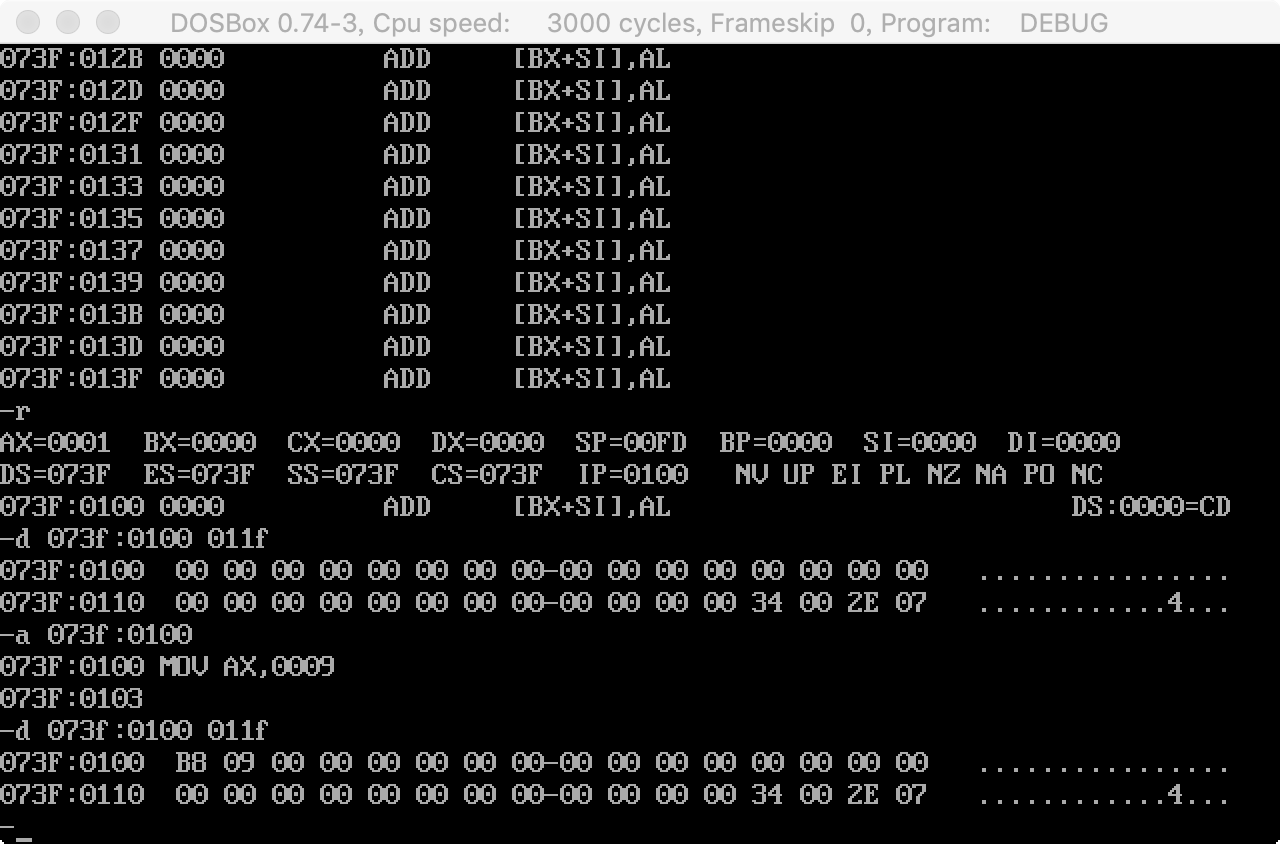 DOSBox 0.74-3, Cpu speed:    3000 cycles, Frameskip  0, Program:    DEBUG
073F:012B 0000          ADD     [BX+SI],AL
073F:012D 0000          ADD     [BX+SI],AL
073F:012F 0000          ADD     [BX+SI],AL
073F:0131 0000          ADD     [BX+SI],AL
073F:0133 0000          ADD     [BX+SI],AL
073F:0135 0000          ADD     [BX+SI],AL
073F:0137 0000          ADD     [BX+SI],AL
073F:0139 0000          ADD     [BX+SI],AL
073F:013B 0000          ADD     [BX+SI],AL
073F:013D 0000          ADD     [BX+SI],AL
073F:013F 0000          ADD     [BX+SI],AL
-r
AX=0001  BX=0000  CX=0000  DX=0000  SP=00FD  BP=0000  SI=0000  DI=0000
DS=073F  ES=073F  SS=073F  CS=073F  IP=0100   NV UP EI PL NZ NA PO NC
073F:0100 0000          ADD     [BX+SI],AL                         DS:0000=CD
-d 073f:0100 011f
073F:0100  00 00 00 00 00 00 00 00-00 00 00 00 00 00 00 00   ................
073F:0110  00 00 00 00 00 00 00 00-00 00 00 00 34 00 2E 07   ............4...
-a 073f:0100
073F:0100 MOV AX,0009
073F:0103
-d 073f:0100 011f
073F:0100  B8 09 00 00 00 00 00 00-00 00 00 00 00 00 00 00   ................
073F:0110  00 00 00 00 00 00 00 00-00 00 00 00 34 00 2E 07   ............4...
-_